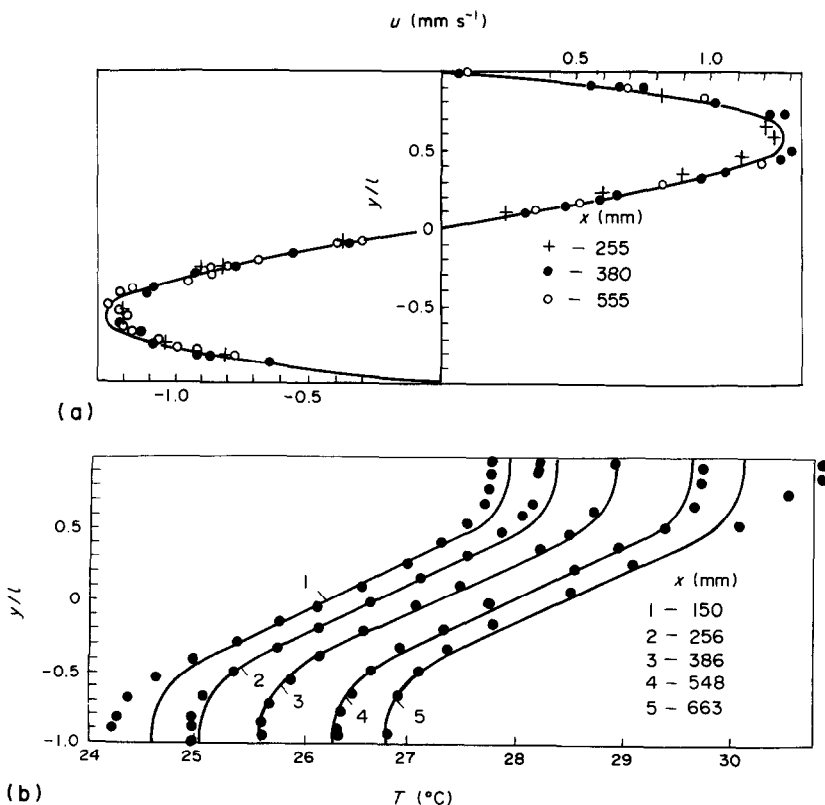 u (mm s⁻¹)
0.5 1.0
0.5
y/l
0
-0.5
x (mm)
+ – 255
● – 380
○ – 555
-1.0 -0.5
(a)
0.5
y/l
0
-0.5
-1.0
1
2
3
4
5
x (mm)
1 – 150
2 – 256
3 – 386
4 – 548
5 – 663
24 25 26 27 28 29 30
(b)
T (°C)